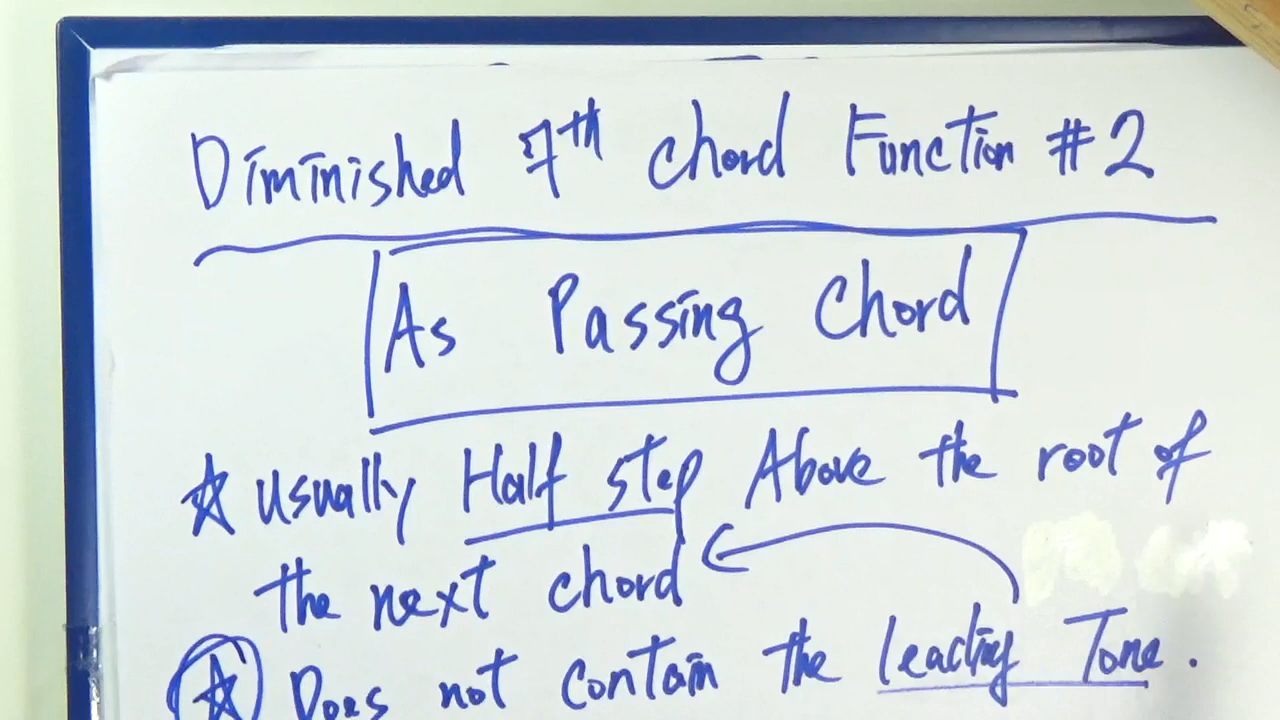 Diminished 7th chord Function #2
As Passing Chord
☆ usually Half step Above the root of
the next chord
☆ Does not contain the leading Tone.